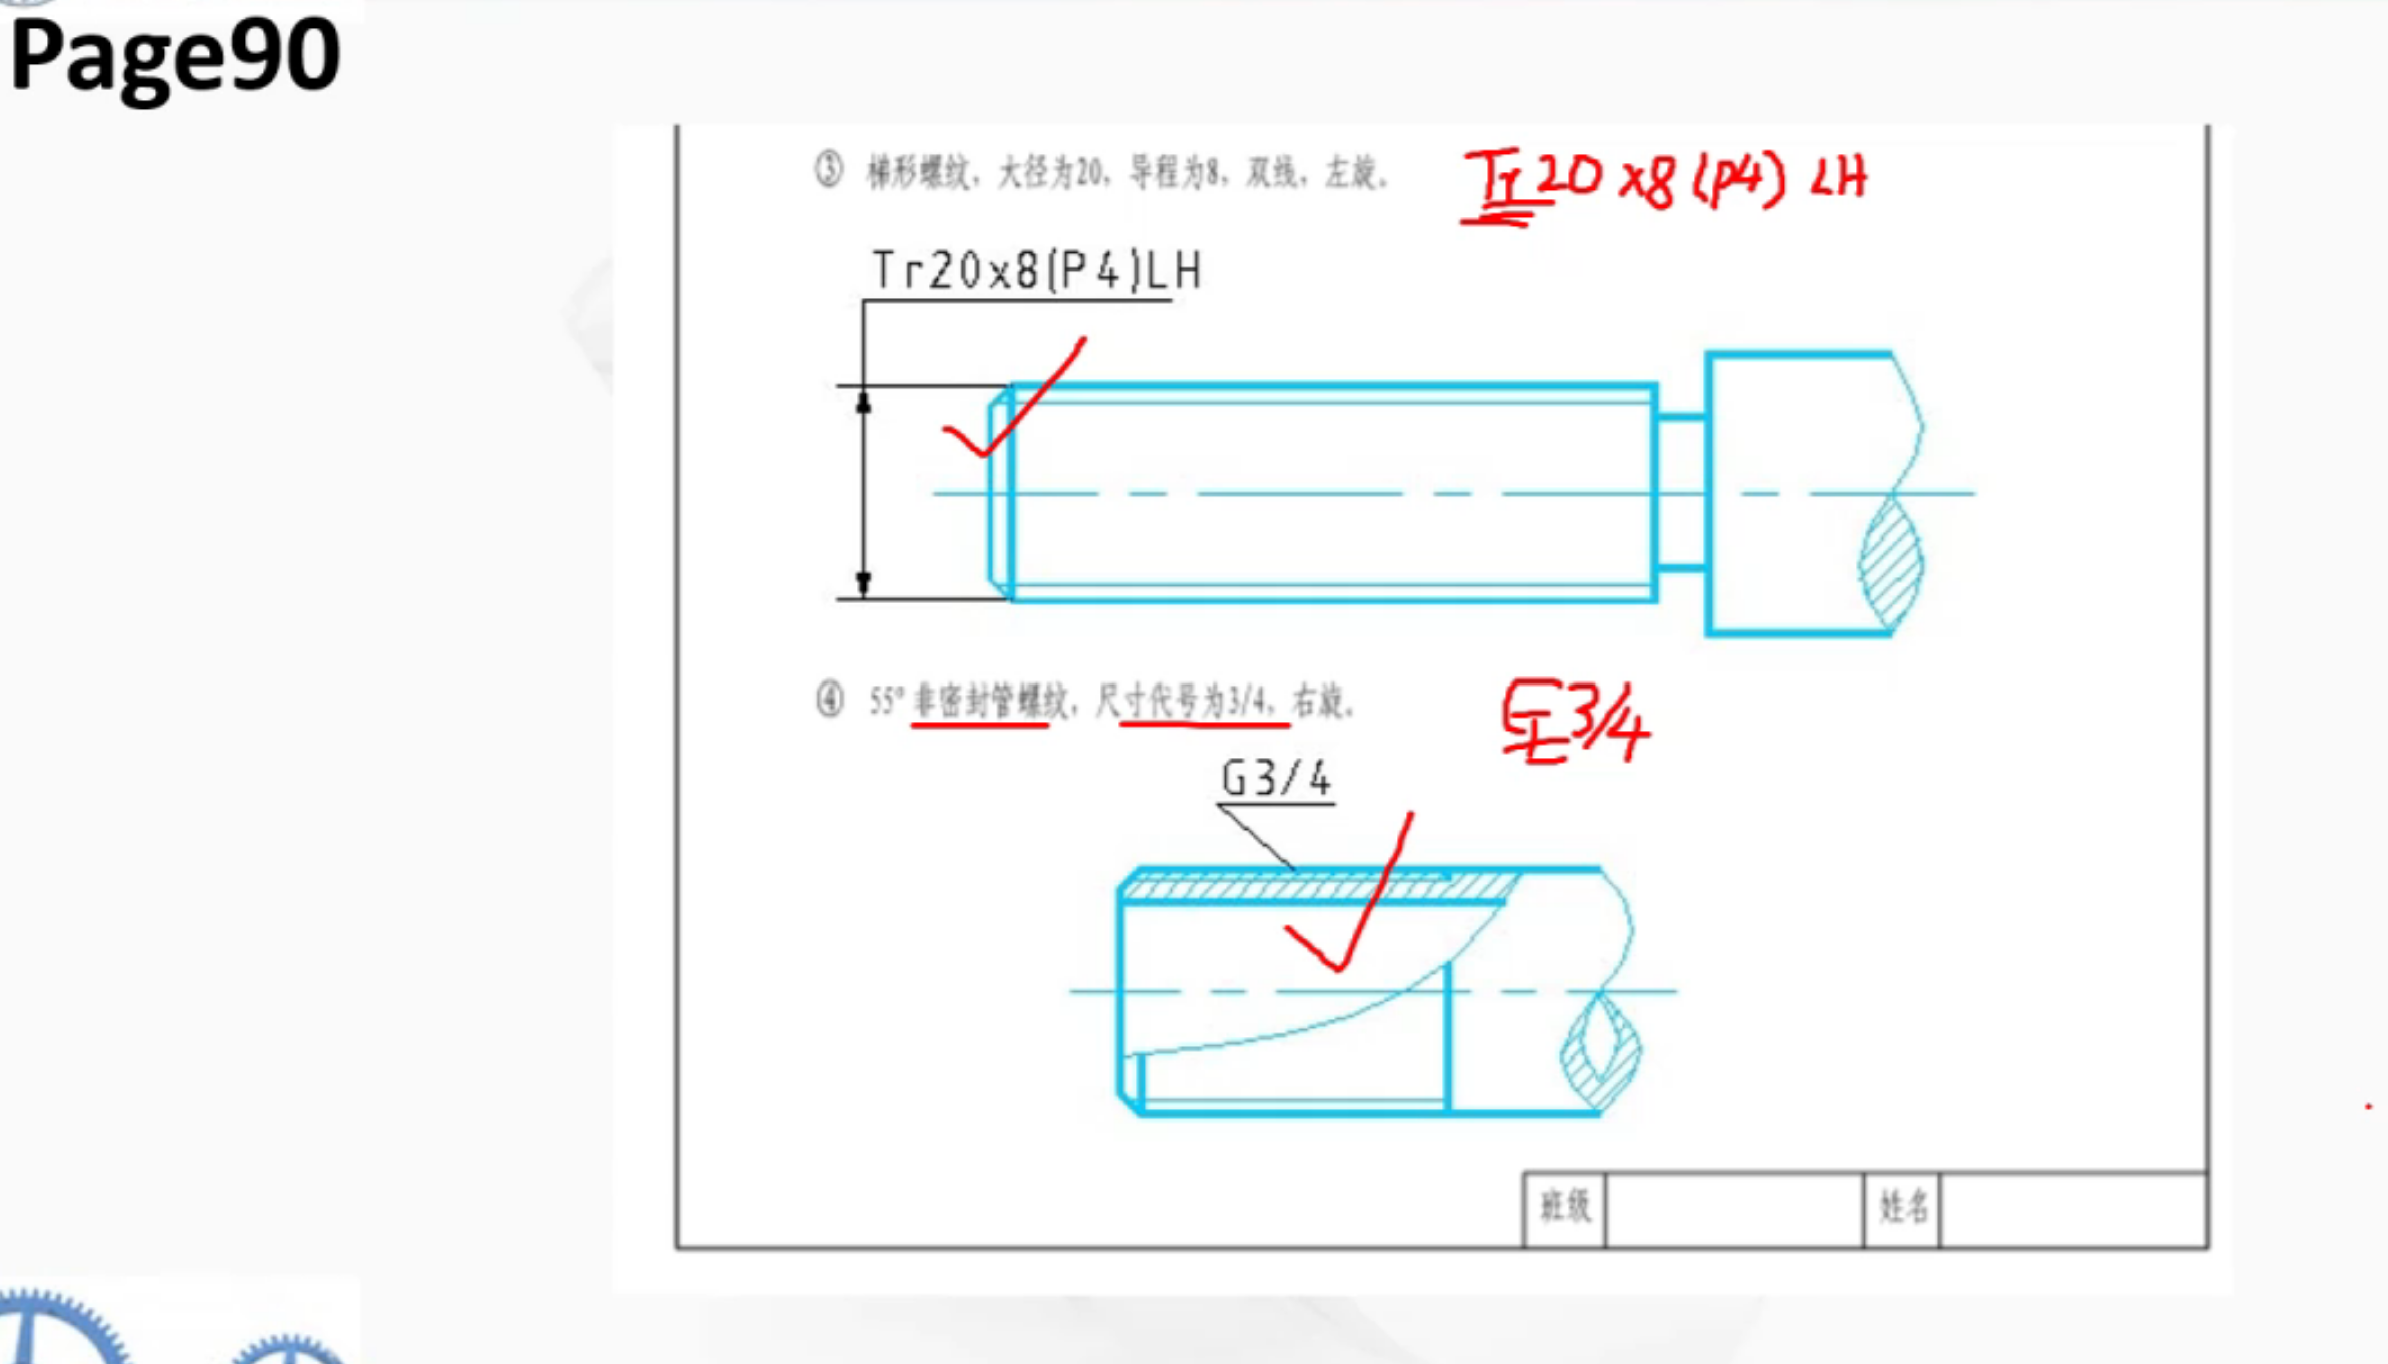 Page90
③ 梯形螺纹，大径为20，导程为8，双线，左旋。
Tr20×8(P4) LH
Tr20x8(P4)LH
④ 55°非密封管螺纹，尺寸代号为3/4，右旋。
G3/4
G3/4
班级
姓名